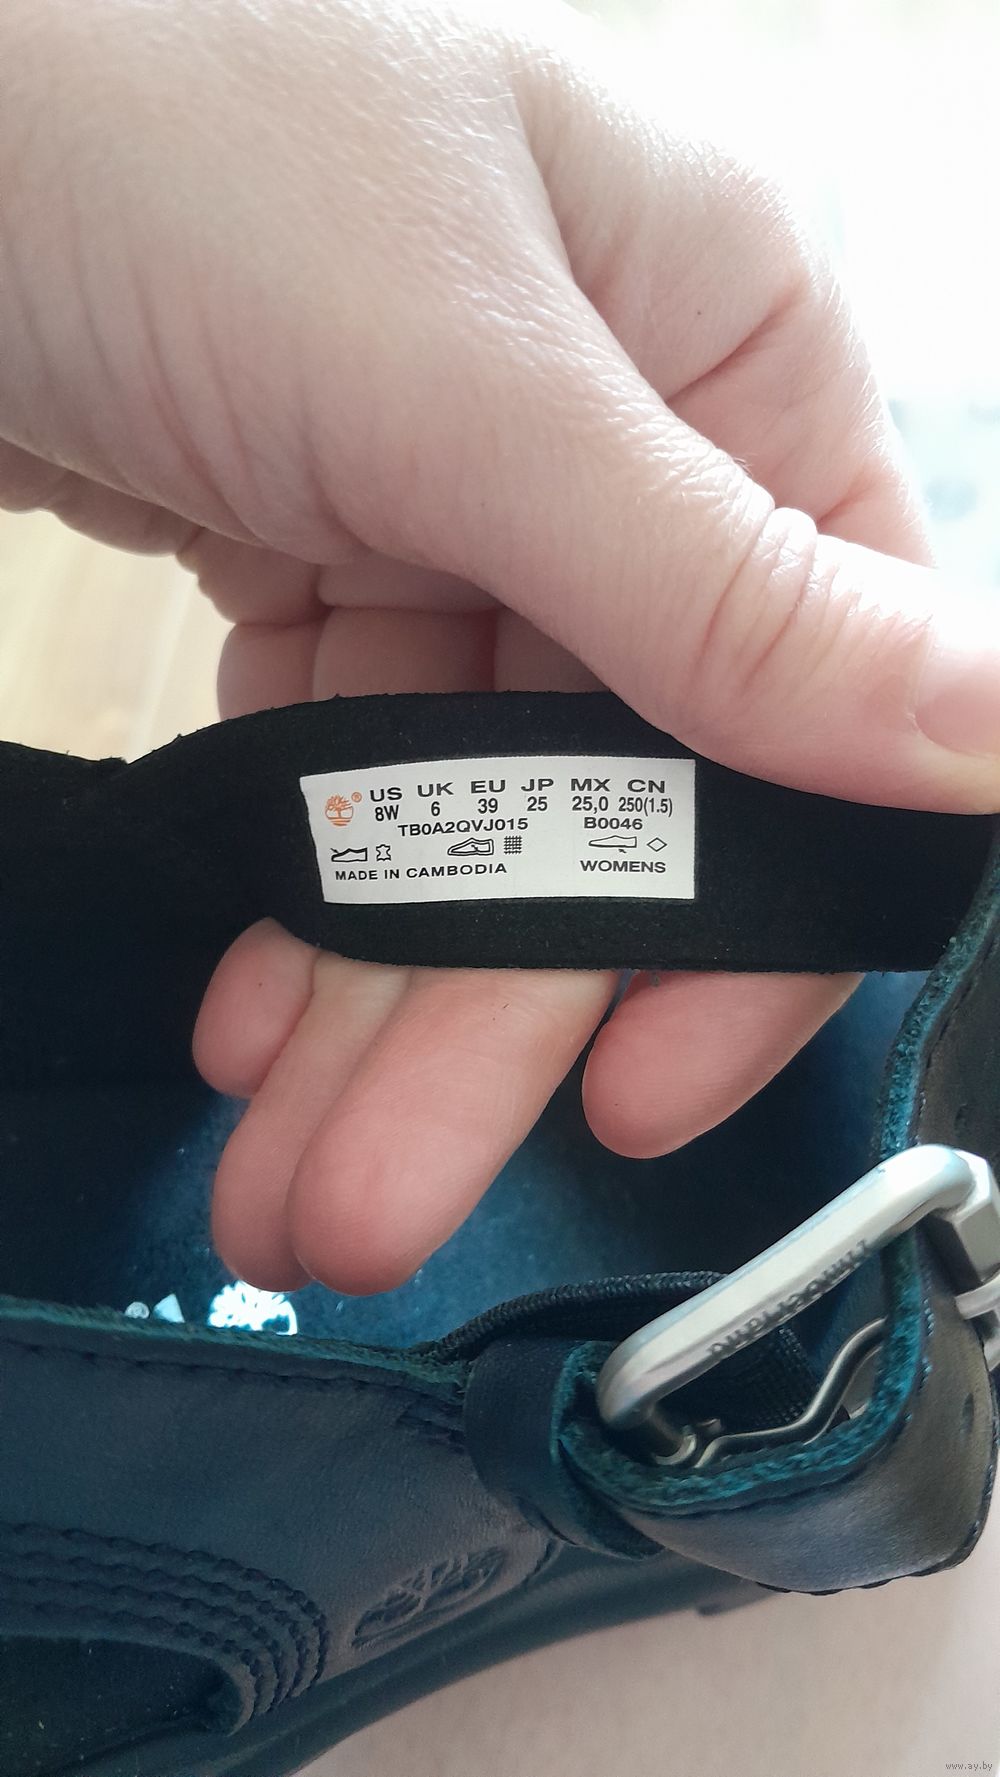 US UK EU JP MX CN
8W 6 39 25 25,0 250(1.5)
TB0A2QVJ015 B0046
MADE IN CAMBODIA WOMENS
®
Timberland
www.ay.by